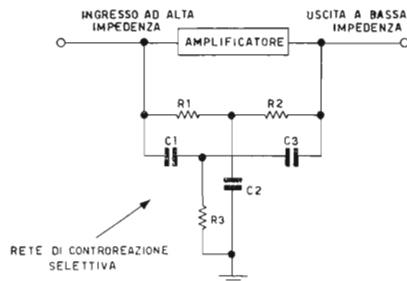 INGRESSO AD ALTA
IMPEDENZA
AMPLIFICATORE
USCITA A BASSA
IMPEDENZA
R1
R2
C1
C3
C2
R3
RETE DI CONTROREAZIONE
SELETTIVA